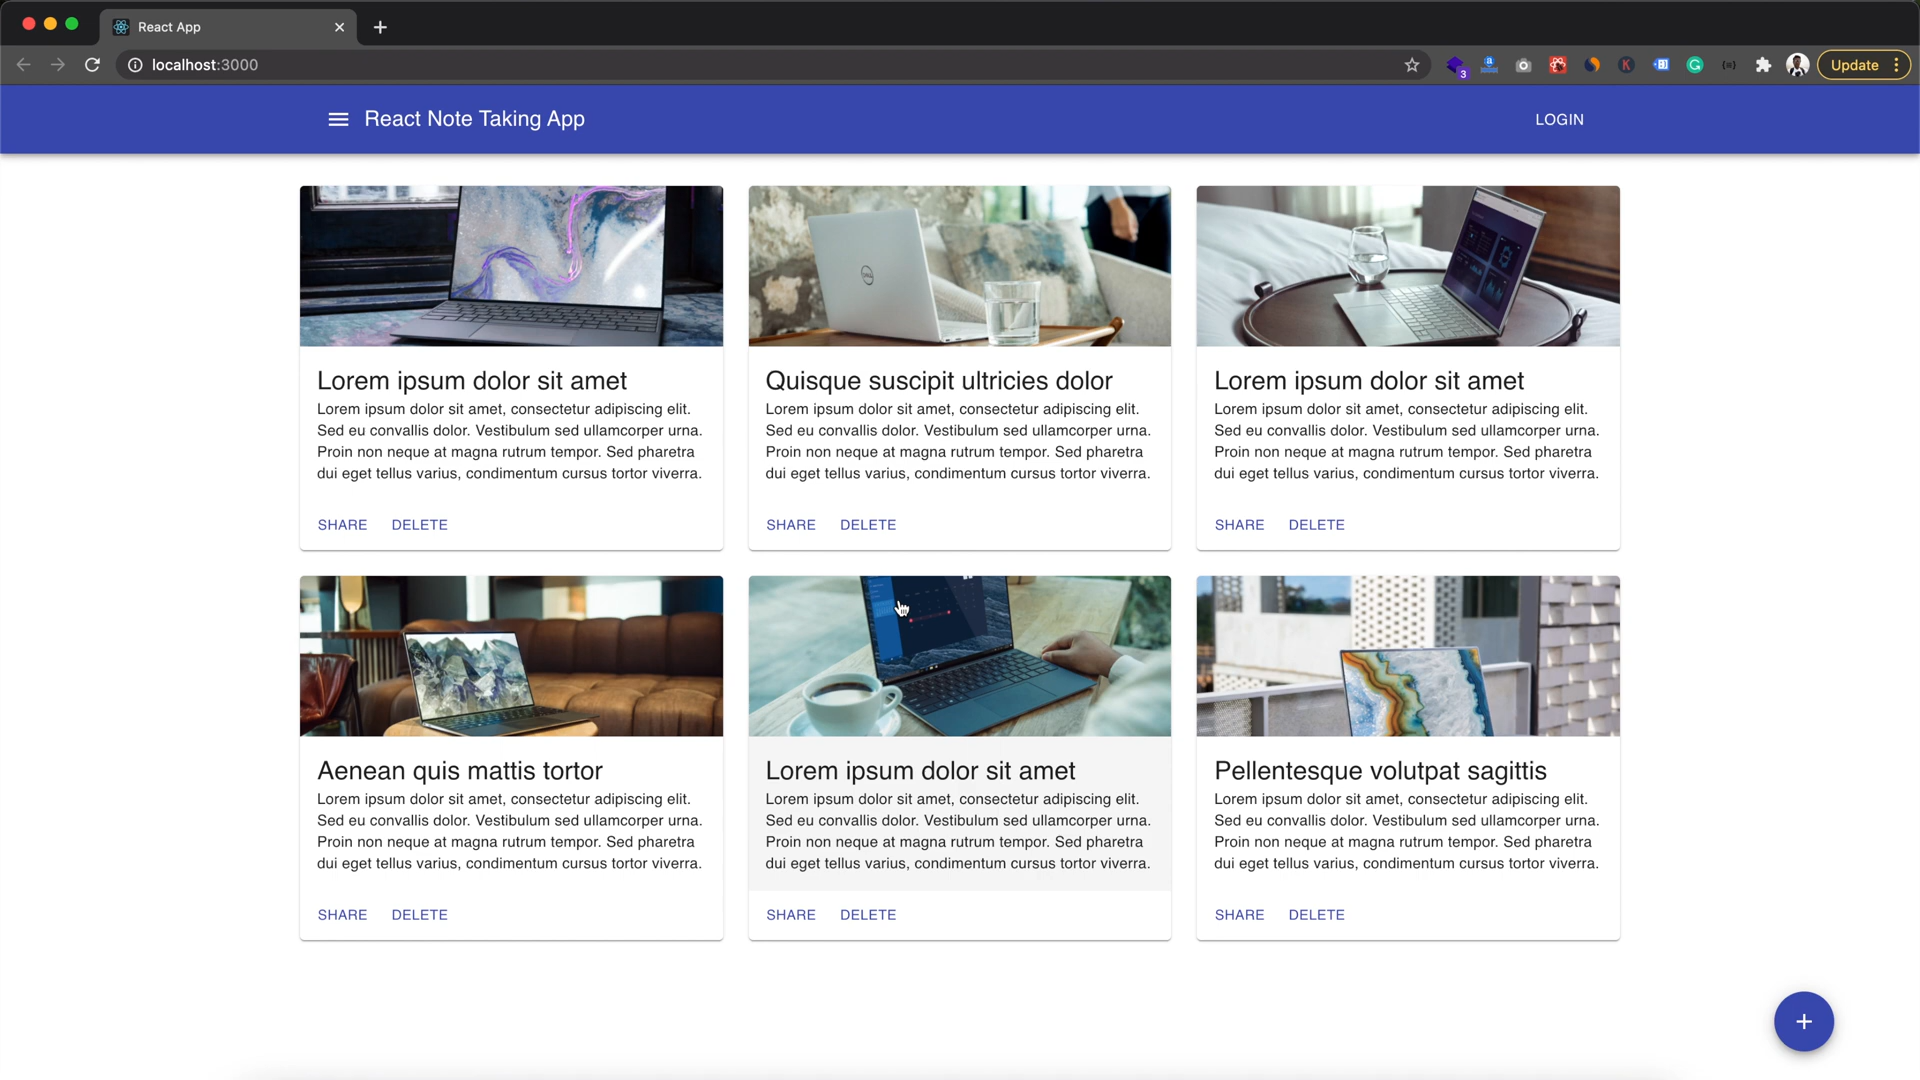 React App
localhost:3000
3
Update
React Note Taking App
LOGIN
Lorem ipsum dolor sit amet
Lorem ipsum dolor sit amet, consectetur adipiscing elit.
Sed eu convallis dolor. Vestibulum sed ullamcorper urna.
Proin non neque at magna rutrum tempor. Sed pharetra
dui eget tellus varius, condimentum cursus tortor viverra.
SHARE DELETE
Quisque suscipit ultricies dolor
Lorem ipsum dolor sit amet, consectetur adipiscing elit.
Sed eu convallis dolor. Vestibulum sed ullamcorper urna.
Proin non neque at magna rutrum tempor. Sed pharetra
dui eget tellus varius, condimentum cursus tortor viverra.
SHARE DELETE
Lorem ipsum dolor sit amet
Lorem ipsum dolor sit amet, consectetur adipiscing elit.
Sed eu convallis dolor. Vestibulum sed ullamcorper urna.
Proin non neque at magna rutrum tempor. Sed pharetra
dui eget tellus varius, condimentum cursus tortor viverra.
SHARE DELETE
Aenean quis mattis tortor
Lorem ipsum dolor sit amet, consectetur adipiscing elit.
Sed eu convallis dolor. Vestibulum sed ullamcorper urna.
Proin non neque at magna rutrum tempor. Sed pharetra
dui eget tellus varius, condimentum cursus tortor viverra.
SHARE DELETE
Lorem ipsum dolor sit amet
Lorem ipsum dolor sit amet, consectetur adipiscing elit.
Sed eu convallis dolor. Vestibulum sed ullamcorper urna.
Proin non neque at magna rutrum tempor. Sed pharetra
dui eget tellus varius, condimentum cursus tortor viverra.
SHARE DELETE
Pellentesque volutpat sagittis
Lorem ipsum dolor sit amet, consectetur adipiscing elit.
Sed eu convallis dolor. Vestibulum sed ullamcorper urna.
Proin non neque at magna rutrum tempor. Sed pharetra
dui eget tellus varius, condimentum cursus tortor viverra.
SHARE DELETE